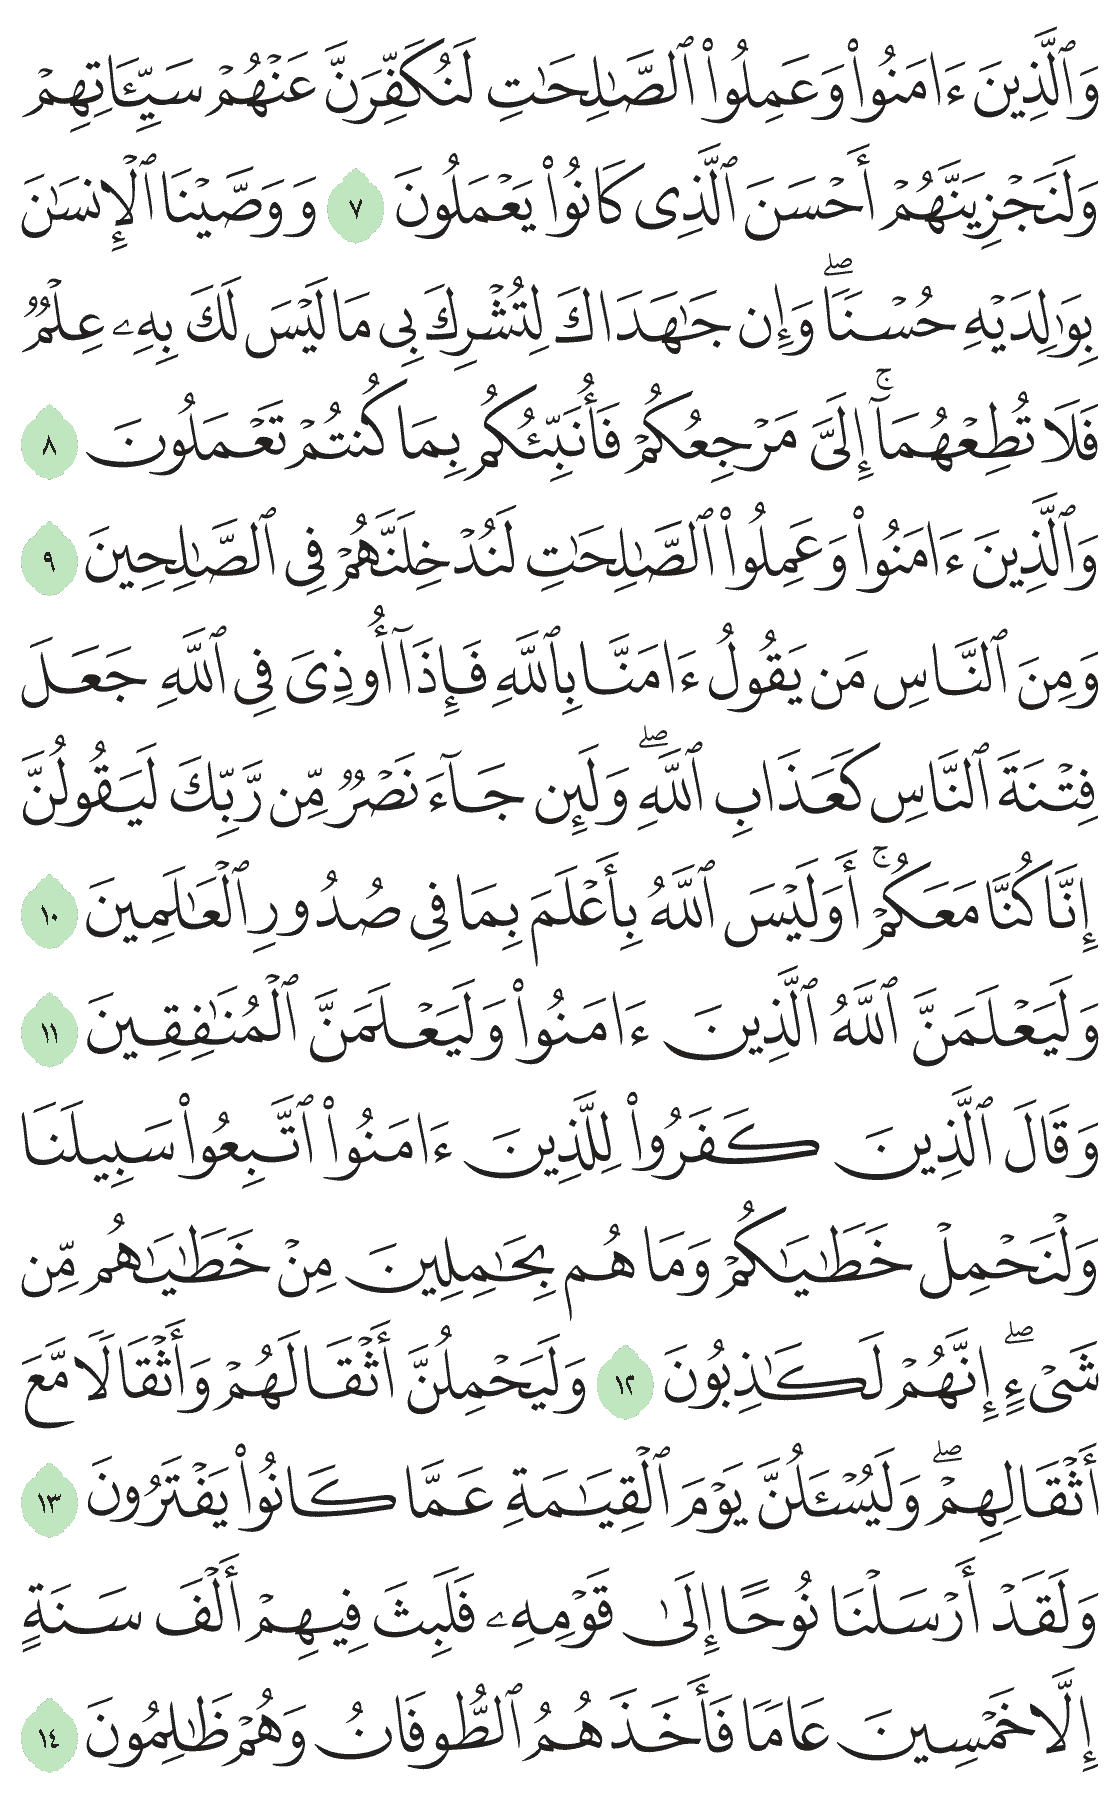 وَٱلَّذِينَ ءَامَنُوا۟ وَعَمِلُوا۟ ٱلصَّـٰلِحَـٰتِ لَنُكَفِّرَنَّ عَنْهُمْ سَيِّـَٔاتِهِمْ
وَلَنَجْزِيَنَّهُمْ أَحْسَنَ ٱلَّذِى كَانُوا۟ يَعْمَلُونَ ٧ وَوَصَّيْنَا ٱلْإِنسَـٰنَ
بِوَٰلِدَيْهِ حُسْنًا ۖ وَإِن جَـٰهَدَاكَ لِتُشْرِكَ بِى مَا لَيْسَ لَكَ بِهِۦ عِلْمٌ
فَلَا تُطِعْهُمَآ ۚ إِلَىَّ مَرْجِعُكُمْ فَأُنَبِّئُكُم بِمَا كُنتُمْ تَعْمَلُونَ ٨
وَٱلَّذِينَ ءَامَنُوا۟ وَعَمِلُوا۟ ٱلصَّـٰلِحَـٰتِ لَنُدْخِلَنَّهُمْ فِى ٱلصَّـٰلِحِينَ ٩
وَمِنَ ٱلنَّاسِ مَن يَقُولُ ءَامَنَّا بِٱللَّهِ فَإِذَآ أُوذِىَ فِى ٱللَّهِ جَعَلَ
فِتْنَةَ ٱلنَّاسِ كَعَذَابِ ٱللَّهِ ۖ وَلَئِن جَآءَ نَصْرٌ مِّن رَّبِّكَ لَيَقُولُنَّ
إِنَّا كُنَّا مَعَكُمْ ۚ أَوَلَيْسَ ٱللَّهُ بِأَعْلَمَ بِمَا فِى صُدُورِ ٱلْعَـٰلَمِينَ ١٠
وَلَيَعْلَمَنَّ ٱللَّهُ ٱلَّذِينَ ءَامَنُوا۟ وَلَيَعْلَمَنَّ ٱلْمُنَـٰفِقِينَ ١١
وَقَالَ ٱلَّذِينَ كَفَرُوا۟ لِلَّذِينَ ءَامَنُوا۟ ٱتَّبِعُوا۟ سَبِيلَنَا
وَلْنَحْمِلْ خَطَـٰيَـٰكُمْ وَمَا هُم بِحَـٰمِلِينَ مِنْ خَطَـٰيَـٰهُم مِّن
شَىْءٍ ۖ إِنَّهُمْ لَكَـٰذِبُونَ ١٢ وَلَيَحْمِلُنَّ أَثْقَالَهُمْ وَأَثْقَالًا مَّعَ
أَثْقَالِهِمْ ۖ وَلَيُسْـَٔلُنَّ يَوْمَ ٱلْقِيَـٰمَةِ عَمَّا كَانُوا۟ يَفْتَرُونَ ١٣
وَلَقَدْ أَرْسَلْنَا نُوحًا إِلَىٰ قَوْمِهِۦ فَلَبِثَ فِيهِمْ أَلْفَ سَنَةٍ
إِلَّا خَمْسِينَ عَامًا فَأَخَذَهُمُ ٱلطُّوفَانُ وَهُمْ ظَـٰلِمُونَ ١٤